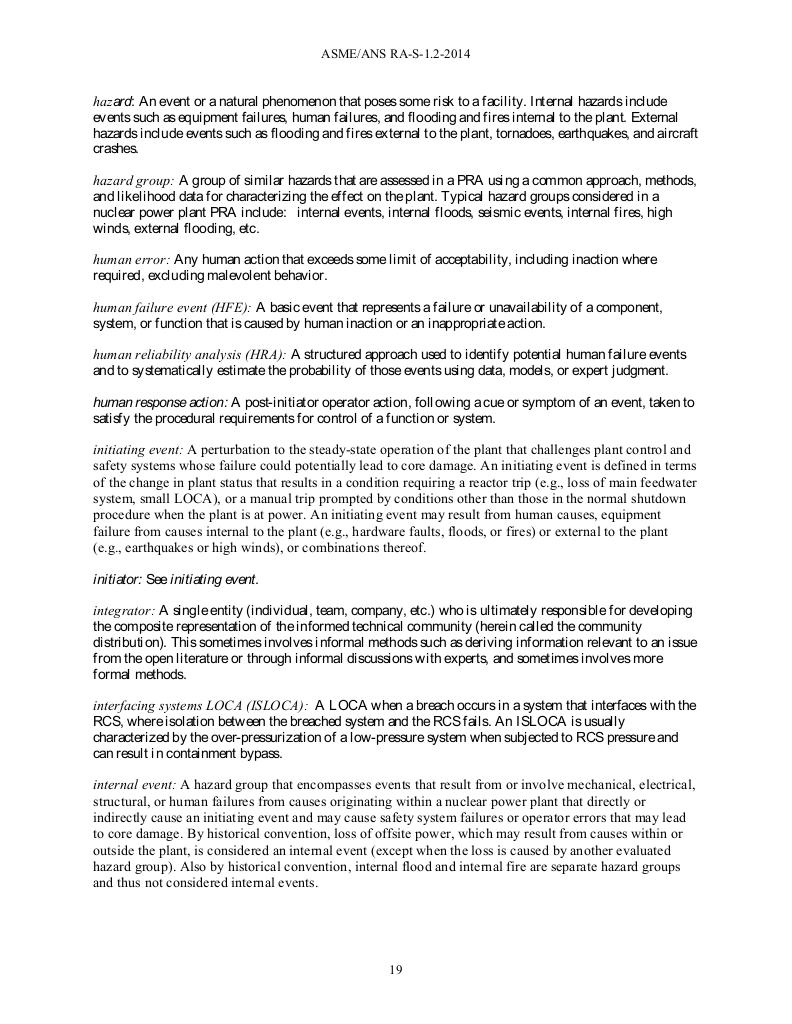 ASME/ANS RA-S-1.2-2014
hazard: An event or a natural phenomenon that poses some risk to a facility. Internal hazards include
events such as equipment failures, human failures, and flooding and fires internal to the plant. External
hazards include events such as flooding and fires external to the plant, tornadoes, earthquakes, and aircraft
crashes.
hazard group: A group of similar hazards that are assessed in a PRA using a common approach, methods,
and likelihood data for characterizing the effect on the plant. Typical hazard groups considered in a
nuclear power plant PRA include: internal events, internal floods, seismic events, internal fires, high
winds, external flooding, etc.
human error: Any human action that exceeds some limit of acceptability, including inaction where
required, excluding malevolent behavior.
human failure event (HFE): A basic event that represents a failure or unavailability of a component,
system, or function that is caused by human inaction or an inappropriate action.
human reliability analysis (HRA): A structured approach used to identify potential human failure events
and to systematically estimate the probability of those events using data, models, or expert judgment.
human response action: A post-initiator operator action, following a cue or symptom of an event, taken to
satisfy the procedural requirements for control of a function or system.
initiating event: A perturbation to the steady-state operation of the plant that challenges plant control and
safety systems whose failure could potentially lead to core damage. An initiating event is defined in terms
of the change in plant status that results in a condition requiring a reactor trip (e.g., loss of main feedwater
system, small LOCA), or a manual trip prompted by conditions other than those in the normal shutdown
procedure when the plant is at power. An initiating event may result from human causes, equipment
failure from causes internal to the plant (e.g., hardware faults, floods, or fires) or external to the plant
(e.g., earthquakes or high winds), or combinations thereof.
initiator: See initiating event.
integrator: A single entity (individual, team, company, etc.) who is ultimately responsible for developing
the composite representation of the informed technical community (herein called the community
distribution). This sometimes involves informal methods such as deriving information relevant to an issue
from the open literature or through informal discussions with experts, and sometimes involves more
formal methods.
interfacing systems LOCA (ISLOCA): A LOCA when a breach occurs in a system that interfaces with the
RCS, where isolation between the breached system and the RCS fails. An ISLOCA is usually
characterized by the over-pressurization of a low-pressure system when subjected to RCS pressure and
can result in containment bypass.
internal event: A hazard group that encompasses events that result from or involve mechanical, electrical,
structural, or human failures from causes originating within a nuclear power plant that directly or
indirectly cause an initiating event and may cause safety system failures or operator errors that may lead
to core damage. By historical convention, loss of offsite power, which may result from causes within or
outside the plant, is considered an internal event (except when the loss is caused by another evaluated
hazard group). Also by historical convention, internal flood and internal fire are separate hazard groups
and thus not considered internal events.
19